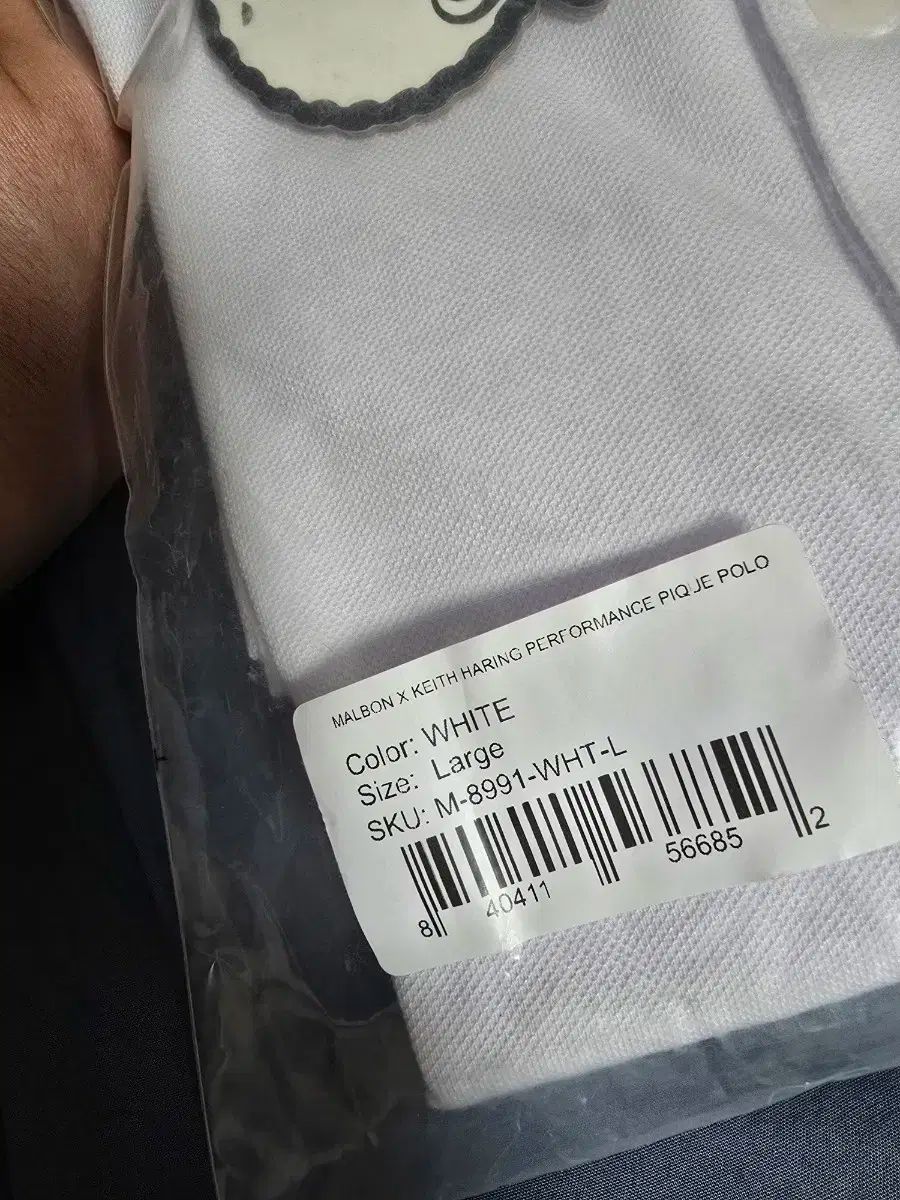 MALBON X KEITH HARING PERFORMANCE PIQUE POLO
Color: WHITE
Size: Large
SKU: M-8991-WHT-L
8 40411 56685 2